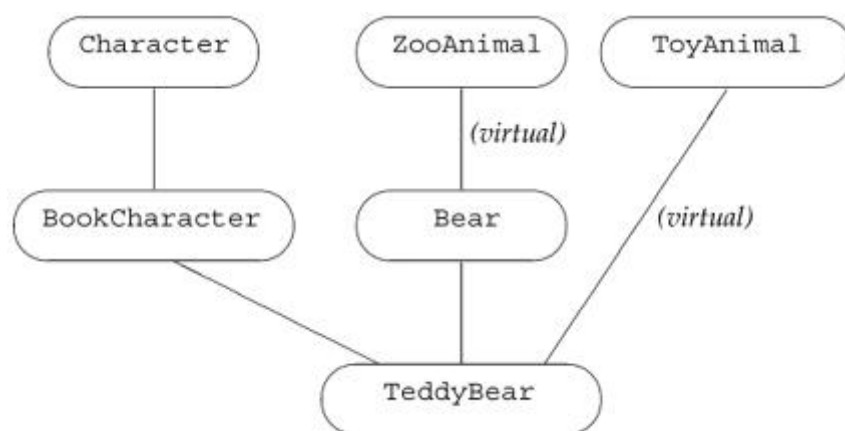 Character
ZooAnimal
ToyAnimal
(virtual)
BookCharacter
Bear
(virtual)
TeddyBear